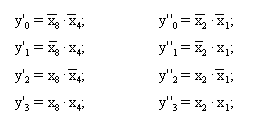 y'₀ = x̅₈ · x̅₄; y''₀ = x̅₂ · x̅₁;
y'₁ = x̅₈ · x₄; y''₁ = x̅₂ · x₁;
y'₂ = x₈ · x̅₄; y''₂ = x₂ · x̅₁;
y'₃ = x₈ · x₄; y''₃ = x₂ · x₁;